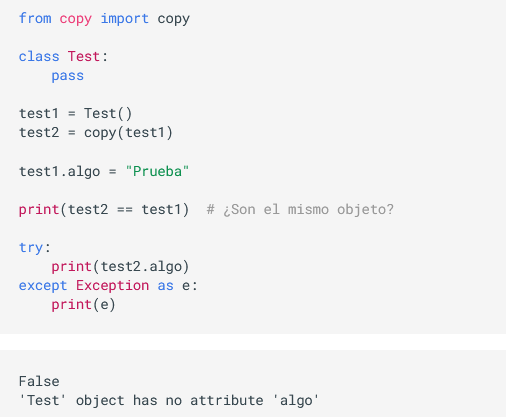 from copy import copy
class Test:
    pass
test1 = Test()
test2 = copy(test1)
test1.algo = "Prueba"
print(test2 == test1)  # ¿Son el mismo objeto?
try:
    print(test2.algo)
except Exception as e:
    print(e)
False
'Test' object has no attribute 'algo'